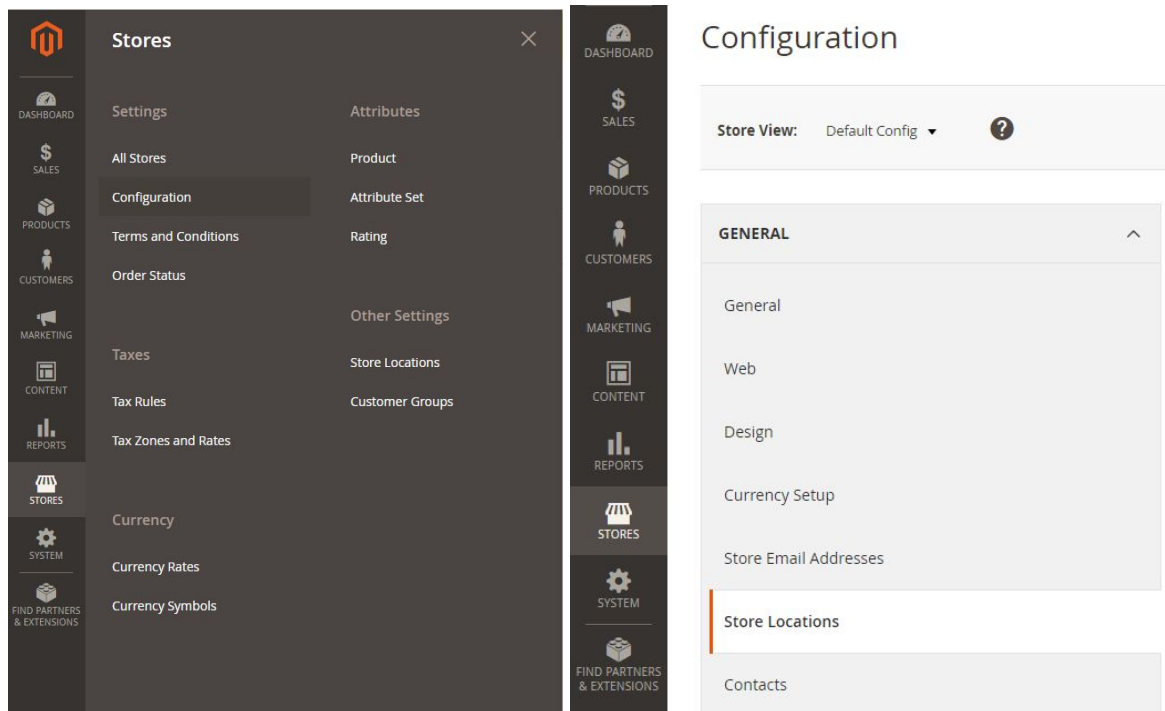 Stores
DASHBOARD
SALES
PRODUCTS
CUSTOMERS
MARKETING
CONTENT
REPORTS
STORES
SYSTEM
FIND PARTNERS
& EXTENSIONS
Settings
All Stores
Configuration
Terms and Conditions
Order Status
Taxes
Tax Rules
Tax Zones and Rates
Currency
Currency Rates
Currency Symbols
Attributes
Product
Attribute Set
Rating
Other Settings
Store Locations
Customer Groups
DASHBOARD
SALES
PRODUCTS
CUSTOMERS
MARKETING
CONTENT
REPORTS
STORES
SYSTEM
FIND PARTNERS
& EXTENSIONS
Configuration
Store View: Default Config
GENERAL
General
Web
Design
Currency Setup
Store Email Addresses
Store Locations
Contacts